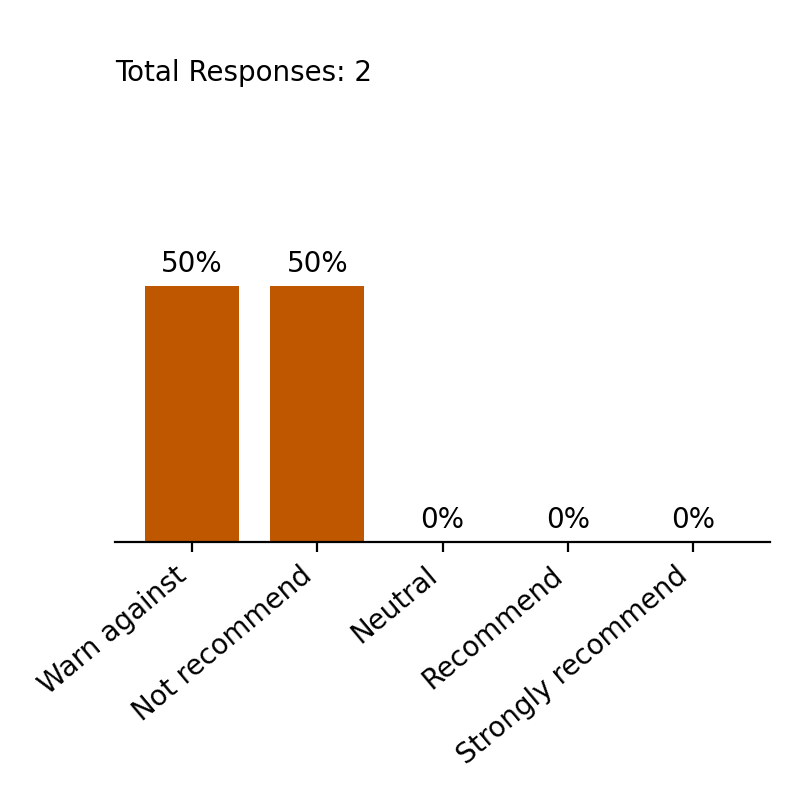 Total Responses: 2
50%
50%
0%
0%
0%
Warn against
Not recommend
Neutral
Recommend
Strongly recommend